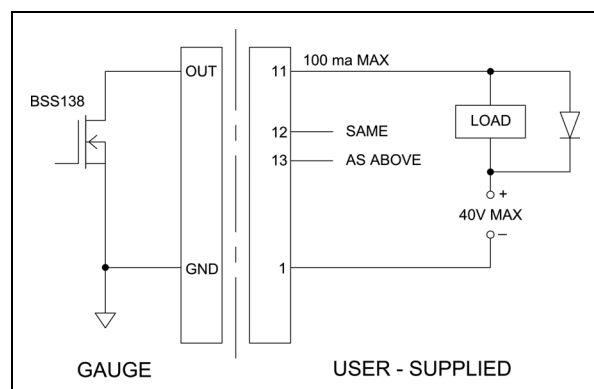 OUT
11
100 ma MAX
BSS138
LOAD
12
SAME
13
AS ABOVE
+
40V MAX
–
GND
1
GAUGE
USER - SUPPLIED